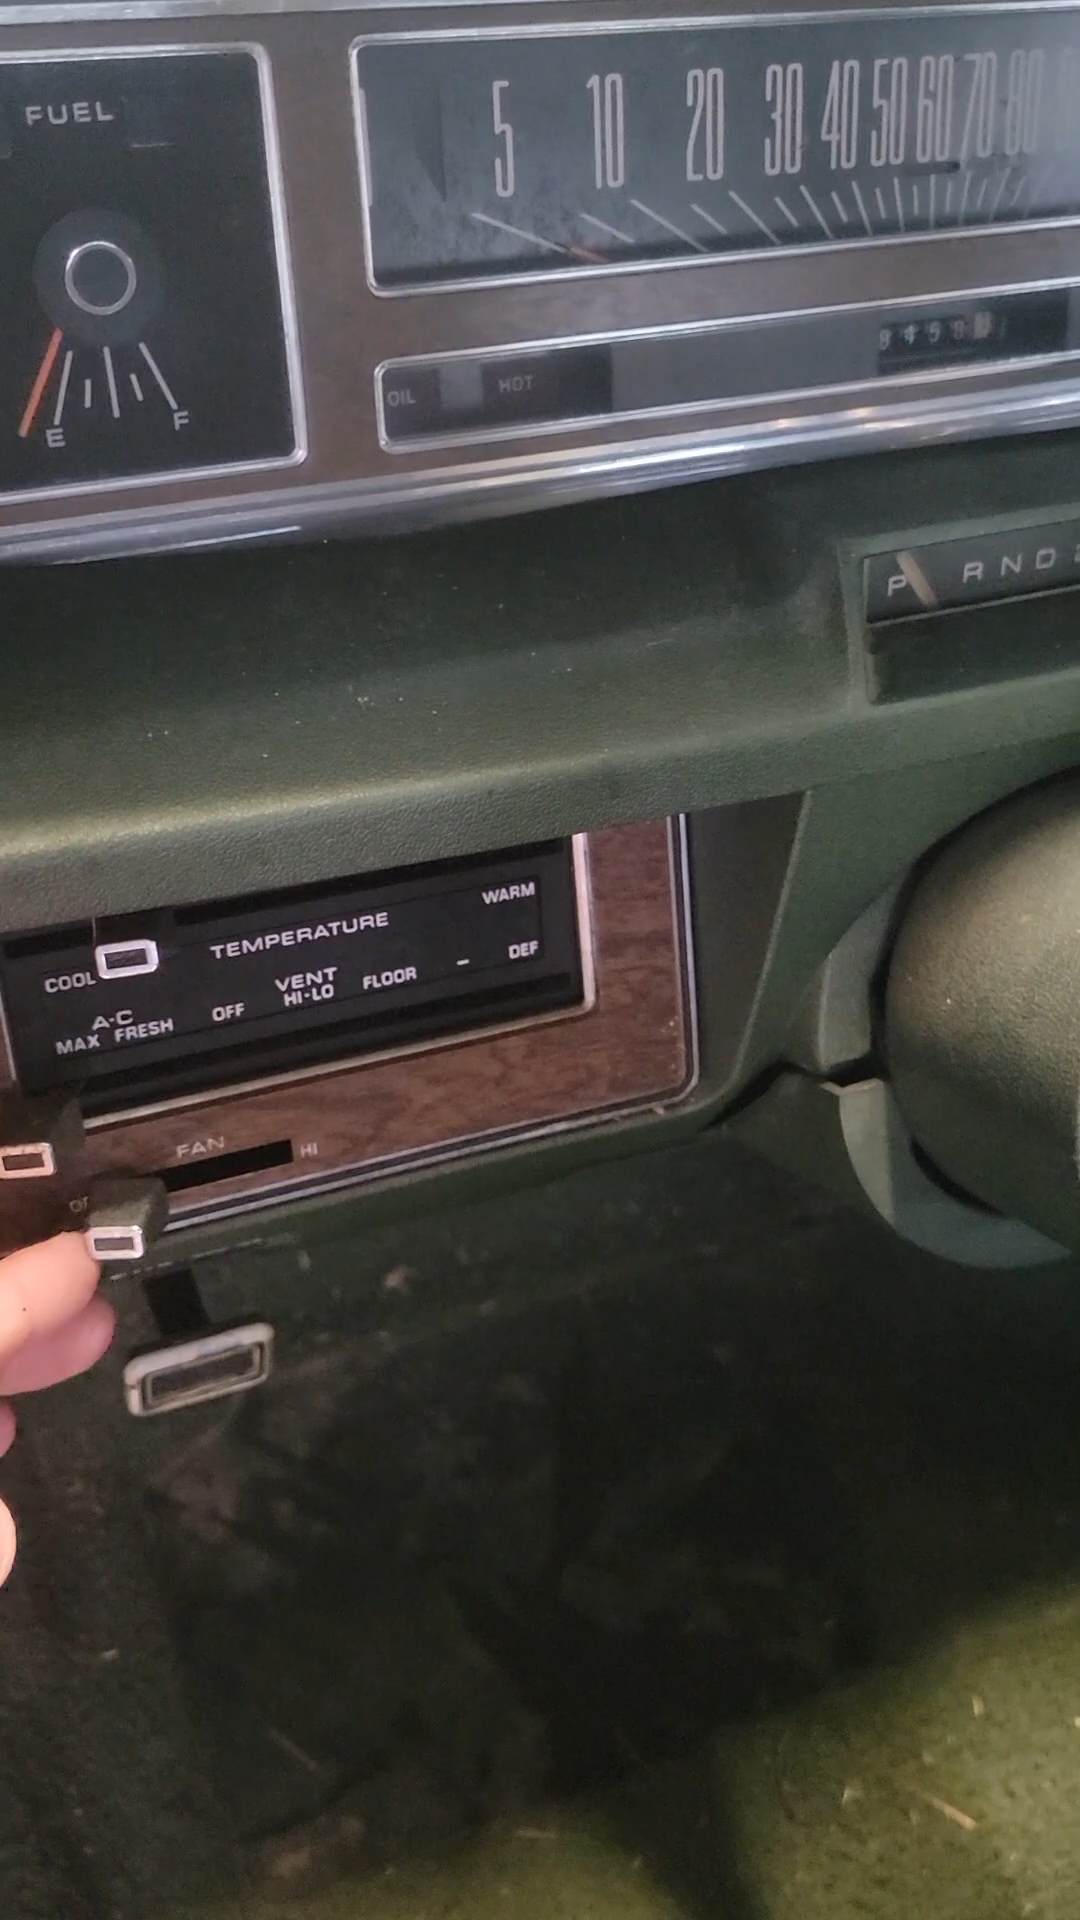 FUEL
E F
5 10 20 30 40 50 60 70 80
OIL HOT
P R N D
WARM
TEMPERATURE
COOL
DEF
VENT
HI-LO
FLOOR
-
A-C
MAX FRESH
OFF
FAN
HI